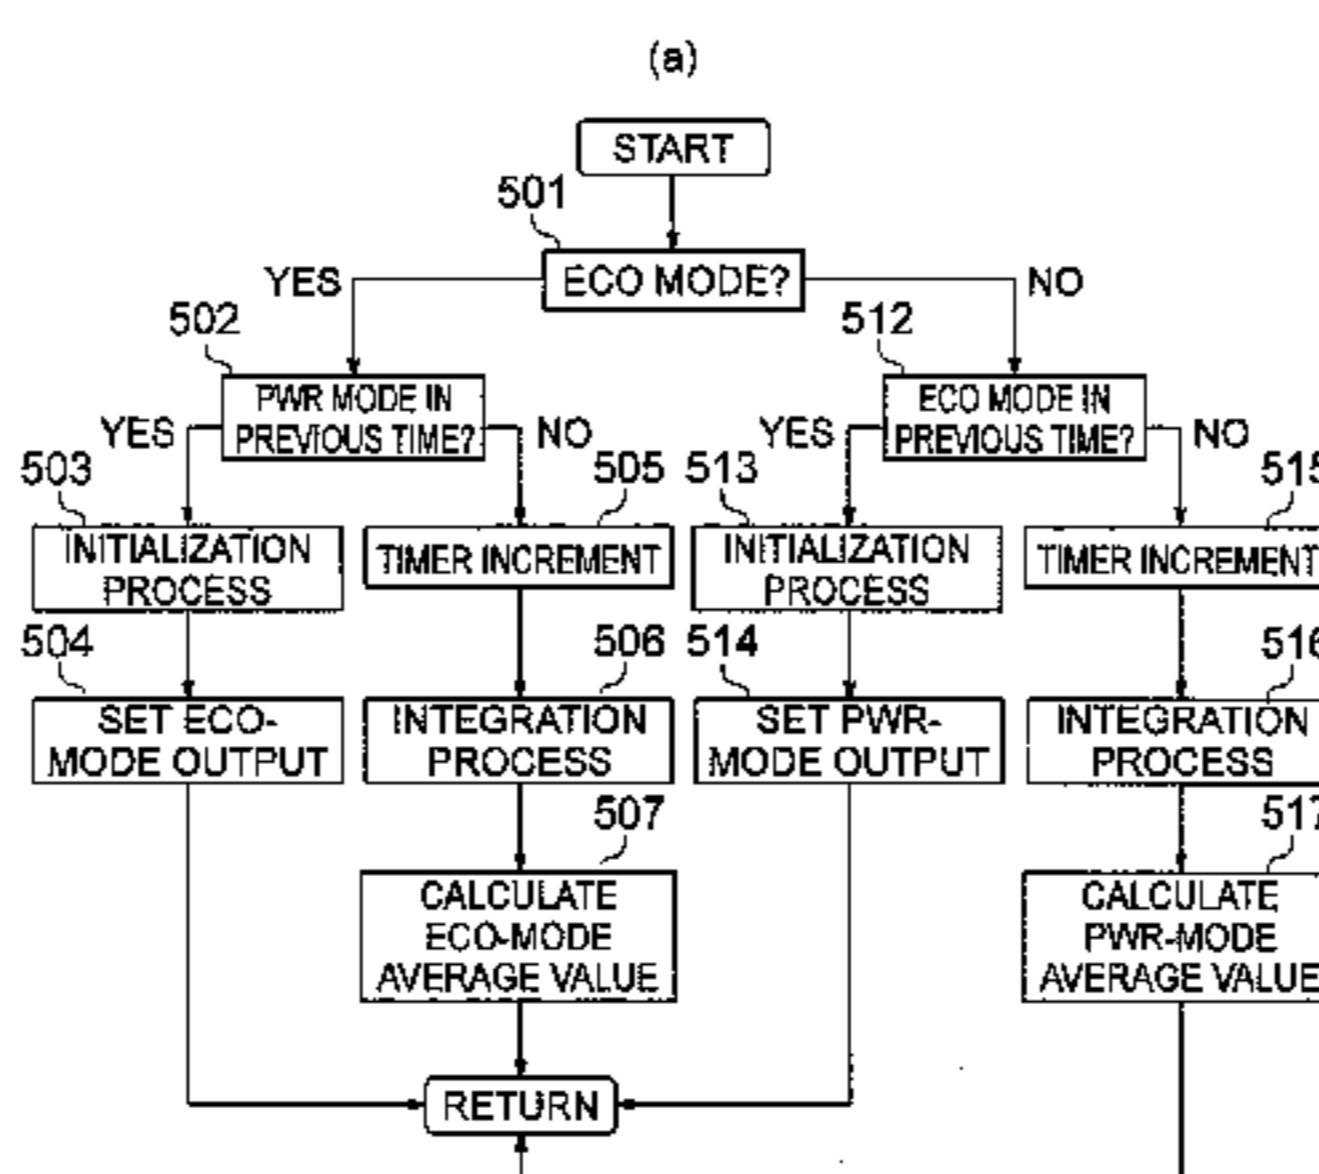 (a)
START
501
ECO MODE?
YES
NO
502
512
PWR MODE IN
PREVIOUS TIME?
ECO MODE IN
PREVIOUS TIME?
YES
NO
YES
NO
503
505
513
515
INITIALIZATION
PROCESS
TIMER INCREMENT
INITIALIZATION
PROCESS
TIMER INCREMENT
504
506
514
516
SET ECO-
MODE OUTPUT
INTEGRATION
PROCESS
SET PWR-
MODE OUTPUT
INTEGRATION
PROCESS
507
517
CALCULATE
ECO-MODE
AVERAGE VALUE
CALCULATE
PWR-MODE
AVERAGE VALUE
RETURN